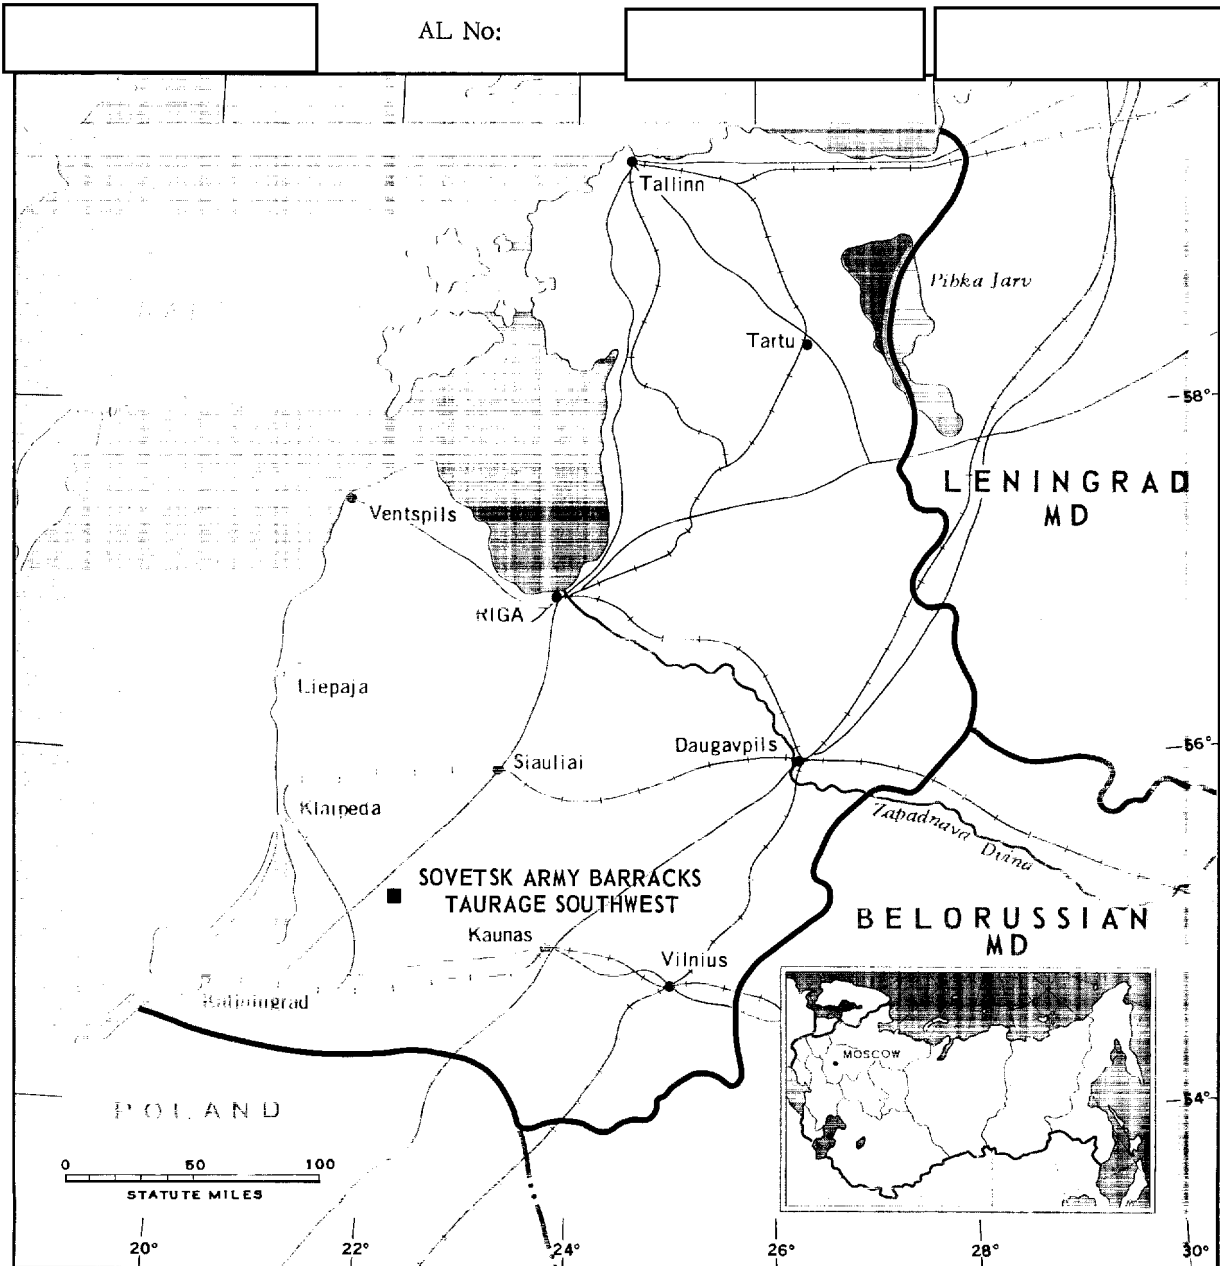 AL No:
Tallinn
Pihka Jarv
Tartu
58°
LENINGRAD
MD
Ventspils
RIGA
Liepaja
Daugavpils
56°
Siauliai
Klaipeda
Zapadnaya Dvina
SOVETSK ARMY BARRACKS
TAURAGE SOUTHWEST
BELORUSSIAN
MD
Kaunas
Vilnius
Kaliningrad
MOSCOW
POLAND
54°
0 50 100
STATUTE MILES
20° 22° 24° 26° 28° 30°